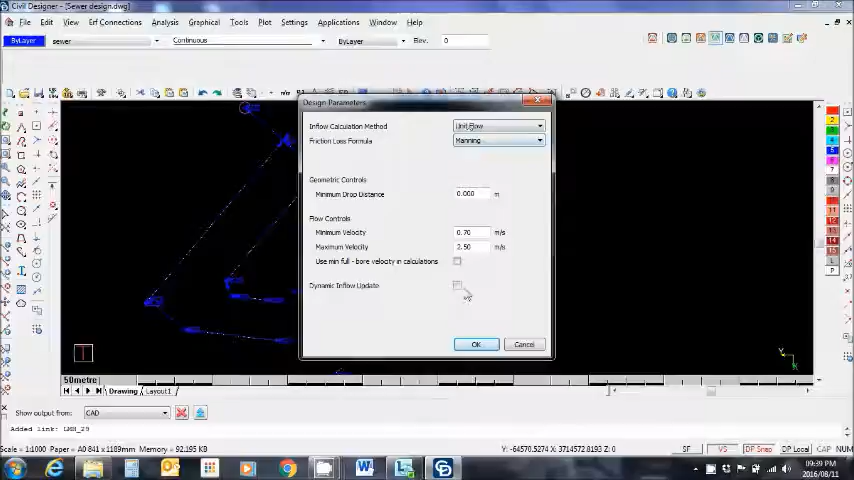 Civil Designer - [Sewer design.dwg]
File Edit View Erf Connections Analysis Graphical Tools Plot Settings Applications Window Help
ByLayer sewer Continuous ByLayer Elev. 0
Design Parameters
Inflow Calculation Method Unit Flow
Friction Loss Formula Manning
Geometric Controls
Minimum Drop Distance 0.000 m
Flow Controls
Minimum Velocity 0.70 m/s
Maximum Velocity 2.50 m/s
Use min full - bore velocity in calculations
Dynamic Inflow Update
OK Cancel
50metre
Drawing Layout1
Show output from: CAD
Scale = 1:1000 Paper = A0 841 x 1189mm Memory = 92.195 KB
Y: -64570.5274 X: 3714572.8193 Z: 0
SF VS DP Snap DP Local CAP NUM
09:39 PM
2016/08/11